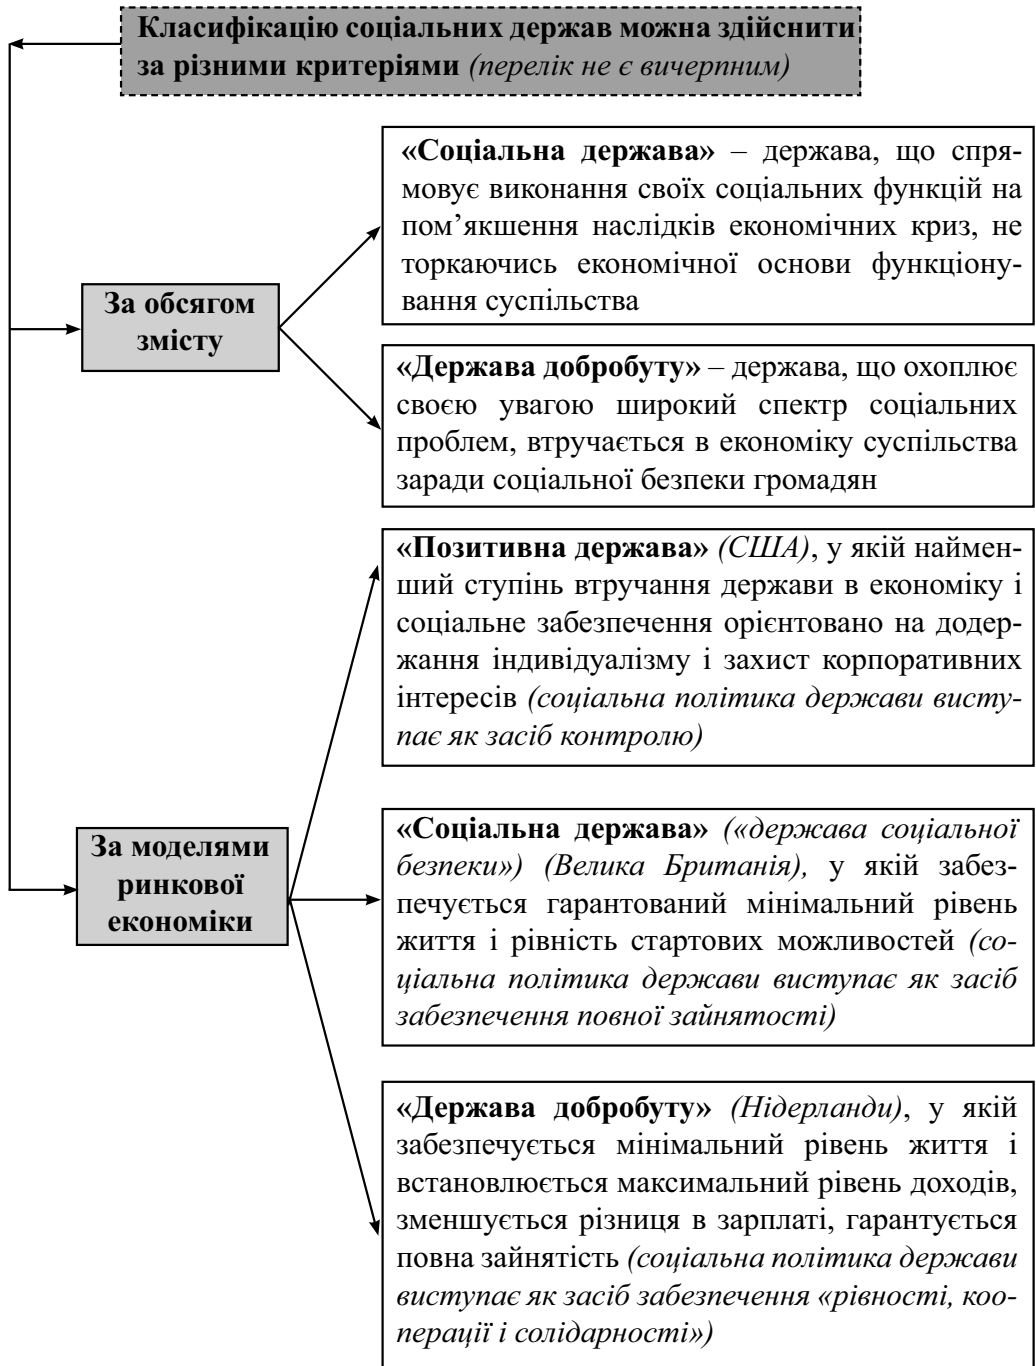 Класифікацію соціальних держав можна здійснити
за різними критеріями (перелік не є вичерпним)
За обсягом
змісту
«Соціальна держава» – держава, що спря-
мовує виконання своїх соціальних функцій на
пом’якшення наслідків економічних криз, не
торкаючись економічної основи функціону-
вання суспільства
«Держава добробуту» – держава, що охоплює
своєю увагою широкий спектр соціальних
проблем, втручається в економіку суспільства
заради соціальної безпеки громадян
За моделями
ринкової
економіки
«Позитивна держава» (США), у якій наймен-
ший ступінь втручання держави в економіку і
соціальне забезпечення орієнтовано на додер-
жання індивідуалізму і захист корпоративних
інтересів (соціальна політика держави висту-
пає як засіб контролю)
«Соціальна держава» («держава соціальної
безпеки») (Велика Британія), у якій забез-
печується гарантований мінімальний рівень
життя і рівність стартових можливостей (со-
ціальна політика держави виступає як засіб
забезпечення повної зайнятості)
«Держава добробуту» (Нідерланди), у якій
забезпечується мінімальний рівень життя і
встановлюється максимальний рівень доходів,
зменшується різниця в зарплаті, гарантується
повна зайнятість (соціальна політика держави
виступає як засіб забезпечення «рівності, коо-
перації і солідарності»)